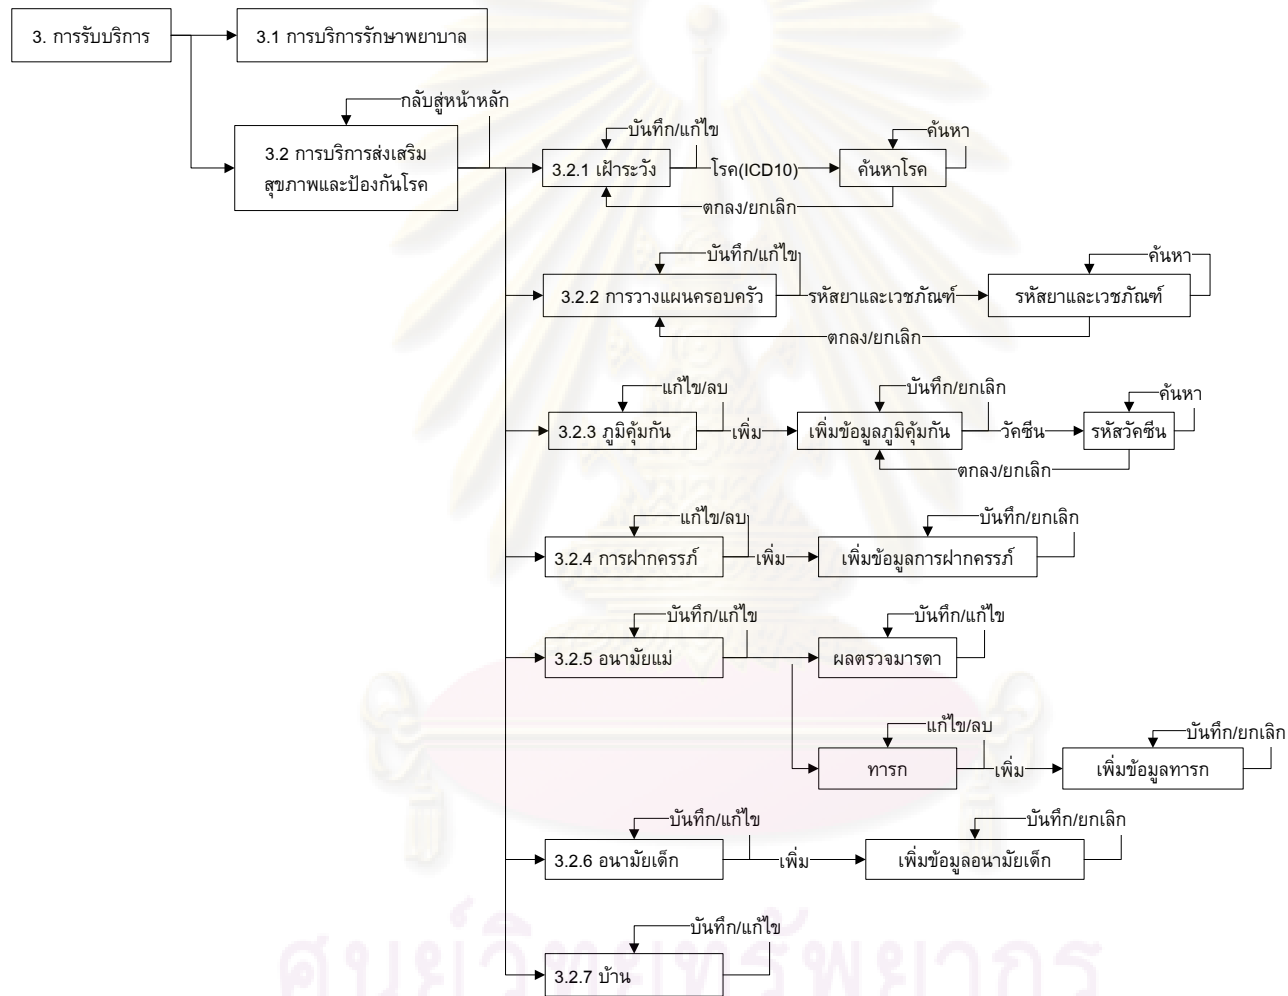 3. การรับบริการ
3.1 การบริการรักษาพยาบาล
กลับสู่หน้าหลัก
3.2 การบริการส่งเสริม
สุขภาพและป้องกันโรค
บันทึก/แก้ไข
ค้นหา
3.2.1 เฝ้าระวัง
โรค(ICD10)
ค้นหาโรค
ตกลง/ยกเลิก
บันทึก/แก้ไข
ค้นหา
3.2.2 การวางแผนครอบครัว
รหัสยาและเวชภัณฑ์
รหัสยาและเวชภัณฑ์
ตกลง/ยกเลิก
แก้ไข/ลบ
บันทึก/ยกเลิก
ค้นหา
3.2.3 ภูมิคุ้มกัน
เพิ่ม
เพิ่มข้อมูลภูมิคุ้มกัน
วัคซีน
รหัสวัคซีน
ตกลง/ยกเลิก
แก้ไข/ลบ
บันทึก/ยกเลิก
3.2.4 การฝากครรภ์
เพิ่ม
เพิ่มข้อมูลการฝากครรภ์
บันทึก/แก้ไข
บันทึก/แก้ไข
3.2.5 อนามัยแม่
ผลตรวจมารดา
แก้ไข/ลบ
บันทึก/ยกเลิก
ทารก
เพิ่ม
เพิ่มข้อมูลทารก
บันทึก/แก้ไข
บันทึก/ยกเลิก
3.2.6 อนามัยเด็ก
เพิ่ม
เพิ่มข้อมูลอนามัยเด็ก
บันทึก/แก้ไข
3.2.7 บ้าน
ศูนย์วิทยทรัพยากร